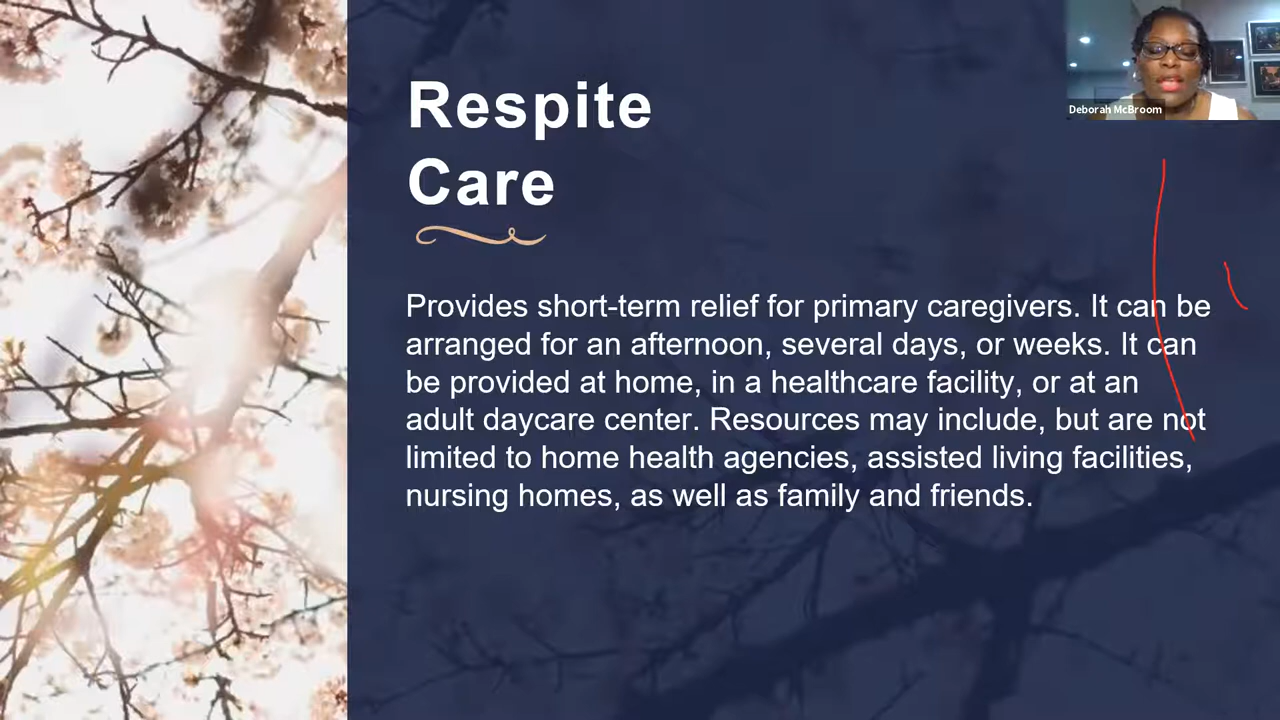 Respite
Care
Provides short-term relief for primary caregivers. It can be
arranged for an afternoon, several days, or weeks. It can
be provided at home, in a healthcare facility, or at an
adult daycare center. Resources may include, but are not
limited to home health agencies, assisted living facilities,
nursing homes, as well as family and friends.
Deborah McBroom